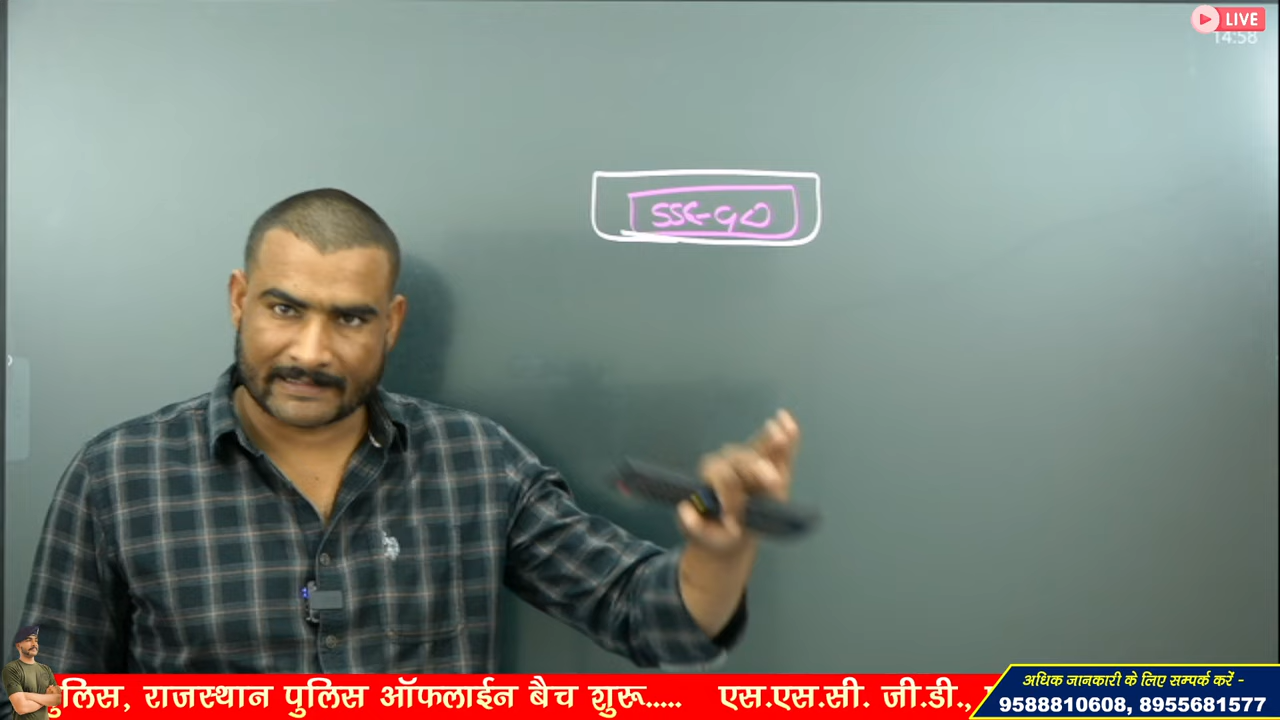 LIVE
14:58
SSC-GD
पुलिस, राजस्थान पुलिस ऑफलाईन बैच शुरू..... एस.एस.सी. जी.डी.,
अधिक जानकारी के लिए सम्पर्क करें -
9588810608, 8955681577